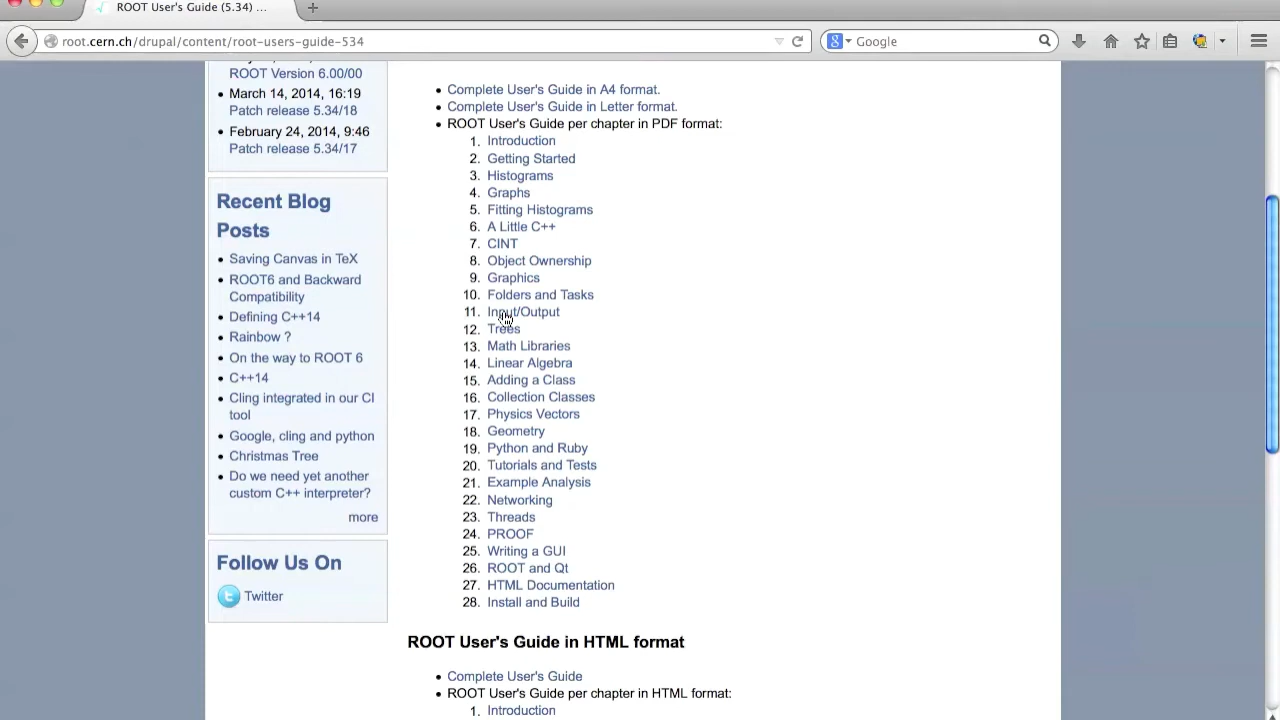 ROOT User's Guide (5.34) ...
root.cern.ch/drupal/content/root-users-guide-534
Google
ROOT Version 6.00/00
March 14, 2014, 16:19
Patch release 5.34/18
February 24, 2014, 9:46
Patch release 5.34/17
Recent Blog
Posts
Saving Canvas in TeX
ROOT6 and Backward
Compatibility
Defining C++14
Rainbow ?
On the way to ROOT 6
C++14
Cling integrated in our CI
tool
Google, cling and python
Christmas Tree
Do we need yet another
custom C++ interpreter?
more
Follow Us On
Twitter
Complete User's Guide in A4 format.
Complete User's Guide in Letter format.
ROOT User's Guide per chapter in PDF format:
1. Introduction
2. Getting Started
3. Histograms
4. Graphs
5. Fitting Histograms
6. A Little C++
7. CINT
8. Object Ownership
9. Graphics
10. Folders and Tasks
11. Input/Output
12. Trees
13. Math Libraries
14. Linear Algebra
15. Adding a Class
16. Collection Classes
17. Physics Vectors
18. Geometry
19. Python and Ruby
20. Tutorials and Tests
21. Example Analysis
22. Networking
23. Threads
24. PROOF
25. Writing a GUI
26. ROOT and Qt
27. HTML Documentation
28. Install and Build
ROOT User's Guide in HTML format
Complete User's Guide
ROOT User's Guide per chapter in HTML format:
1. Introduction